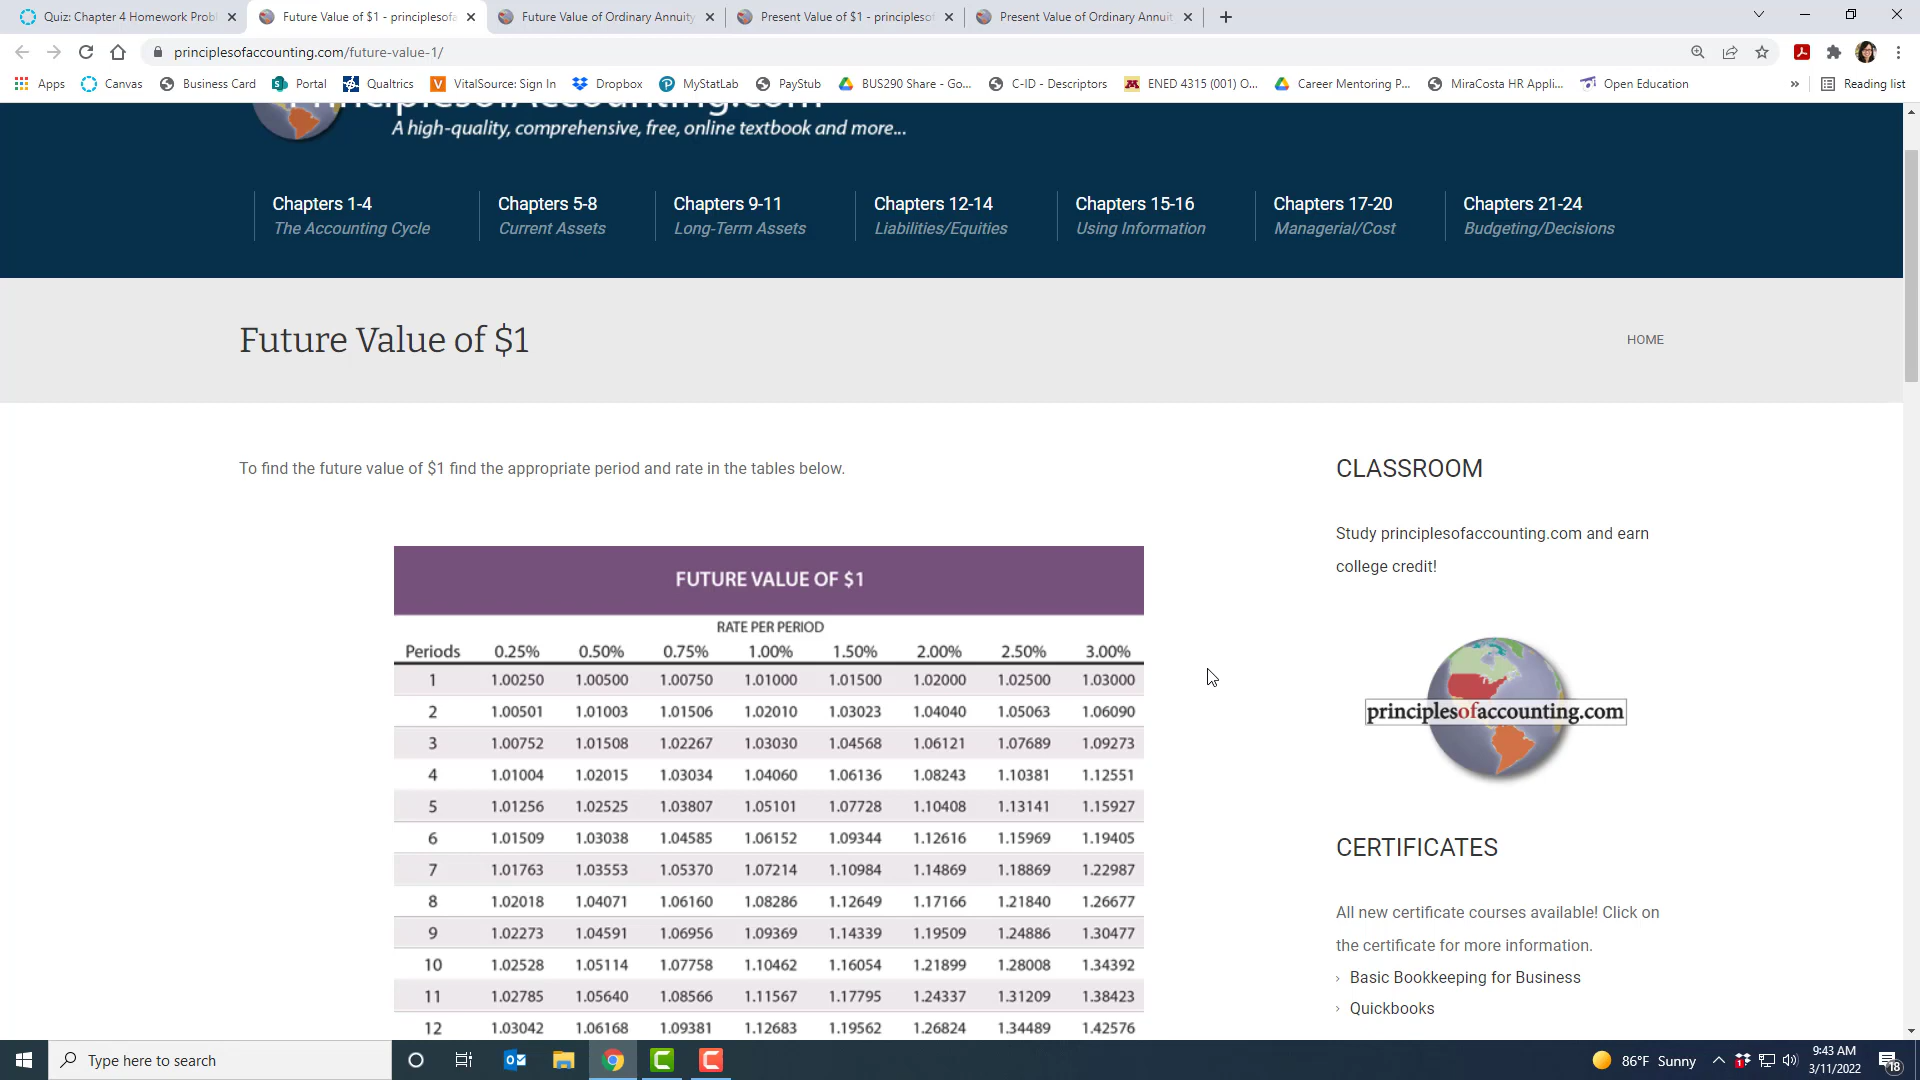 Quiz: Chapter 4 Homework Prob
Future Value of $1 - principlesofa
Future Value of Ordinary Annuity
Present Value of $1 - principlesof
Present Value of Ordinary Annuit
principlesofaccounting.com/future-value-1/
Apps
Canvas
Business Card
Portal
Qualtrics
VitalSource: Sign In
Dropbox
MyStatLab
PayStub
BUS290 Share - Go...
C-ID - Descriptors
ENED 4315 (001) O...
Career Mentoring P...
MiraCosta HR Appli...
Open Education
»
Reading list
PrinciplesofAccounting.com
A high-quality, comprehensive, free, online textbook and more...
Chapters 1-4
The Accounting Cycle
Chapters 5-8
Current Assets
Chapters 9-11
Long-Term Assets
Chapters 12-14
Liabilities/Equities
Chapters 15-16
Using Information
Chapters 17-20
Managerial/Cost
Chapters 21-24
Budgeting/Decisions
Future Value of $1
HOME
To find the future value of $1 find the appropriate period and rate in the tables below.
FUTURE VALUE OF $1
RATE PER PERIOD
Periods 0.25% 0.50% 0.75% 1.00% 1.50% 2.00% 2.50% 3.00%
1 1.00250 1.00500 1.00750 1.01000 1.01500 1.02000 1.02500 1.03000
2 1.00501 1.01003 1.01506 1.02010 1.03023 1.04040 1.05063 1.06090
3 1.00752 1.01508 1.02267 1.03030 1.04568 1.06121 1.07689 1.09273
4 1.01004 1.02015 1.03034 1.04060 1.06136 1.08243 1.10381 1.12551
5 1.01256 1.02525 1.03807 1.05101 1.07728 1.10408 1.13141 1.15927
6 1.01509 1.03038 1.04585 1.06152 1.09344 1.12616 1.15969 1.19405
7 1.01763 1.03553 1.05370 1.07214 1.10984 1.14869 1.18869 1.22987
8 1.02018 1.04071 1.06160 1.08286 1.12649 1.17166 1.21840 1.26677
9 1.02273 1.04591 1.06956 1.09369 1.14339 1.19509 1.24886 1.30477
10 1.02528 1.05114 1.07758 1.10462 1.16054 1.21899 1.28008 1.34392
11 1.02785 1.05640 1.08566 1.11567 1.17795 1.24337 1.31209 1.38423
12 1.03042 1.06168 1.09381 1.12683 1.19562 1.26824 1.34489 1.42576
CLASSROOM
Study principlesofaccounting.com and earn
college credit!
principlesofaccounting.com
CERTIFICATES
All new certificate courses available! Click on
the certificate for more information.
› Basic Bookkeeping for Business
› Quickbooks
Type here to search
86°F Sunny
9:43 AM
3/11/2022
18